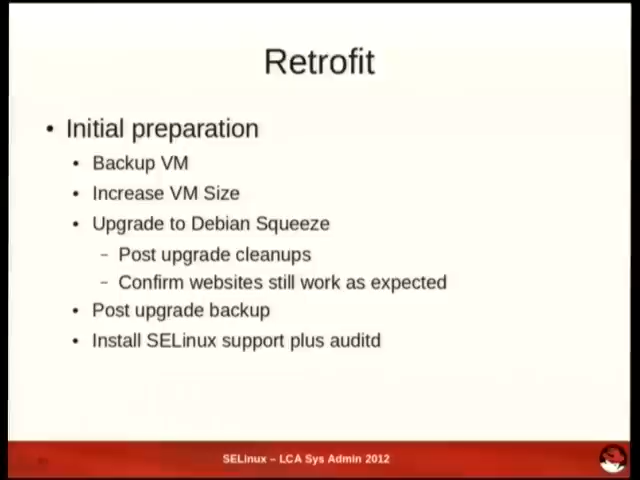 Retrofit
• Initial preparation
• Backup VM
• Increase VM Size
• Upgrade to Debian Squeeze
– Post upgrade cleanups
– Confirm websites still work as expected
• Post upgrade backup
• Install SELinux support plus auditd
SELinux – LCA Sys Admin 2012